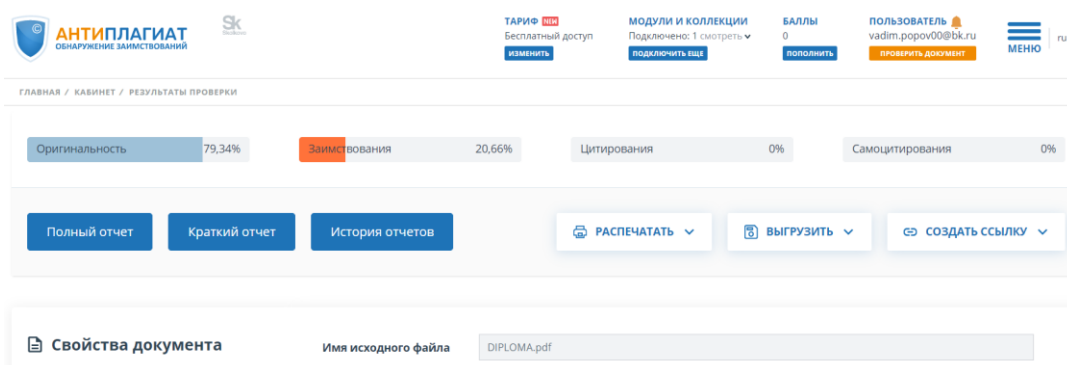 © АНТИПЛАГИАТ
ОБНАРУЖЕНИЕ ЗАИМСТВОВАНИЙ
Sk
ТАРИФ NEW
Бесплатный доступ
ИЗМЕНИТЬ
МОДУЛИ И КОЛЛЕКЦИИ
Подключено: 1 смотреть
ПОДКЛЮЧИТЬ ЕЩЕ
БАЛЛЫ
0
ПОПОЛНИТЬ
ПОЛЬЗОВАТЕЛЬ
vadim.popov00@bk.ru
ПРОВЕРИТЬ ДОКУМЕНТ
МЕНЮ
ru
ГЛАВНАЯ / КАБИНЕТ / РЕЗУЛЬТАТЫ ПРОВЕРКИ
Оригинальность 79,34%
Заимствования 20,66%
Цитирования 0%
Самоцитирования 0%
Полный отчет
Краткий отчет
История отчетов
РАСПЕЧАТАТЬ
ВЫГРУЗИТЬ
СОЗДАТЬ ССЫЛКУ
Свойства документа
Имя исходного файла
DIPLOMA.pdf